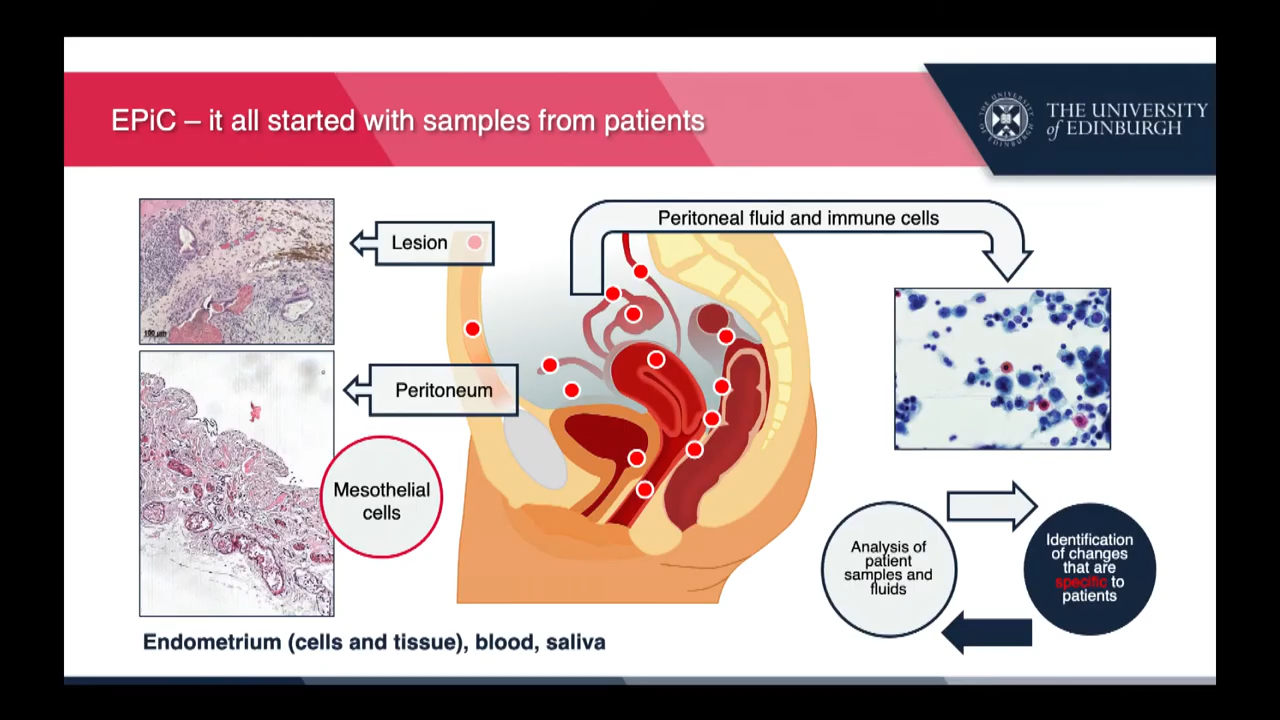 EPiC – it all started with samples from patients
THE UNIVERSITY
of EDINBURGH
Peritoneal fluid and immune cells
Lesion
100 µm
Peritoneum
Mesothelial
cells
Analysis of
patient
samples and
fluids
Identification
of changes
that are
specific to
patients
Endometrium (cells and tissue), blood, saliva